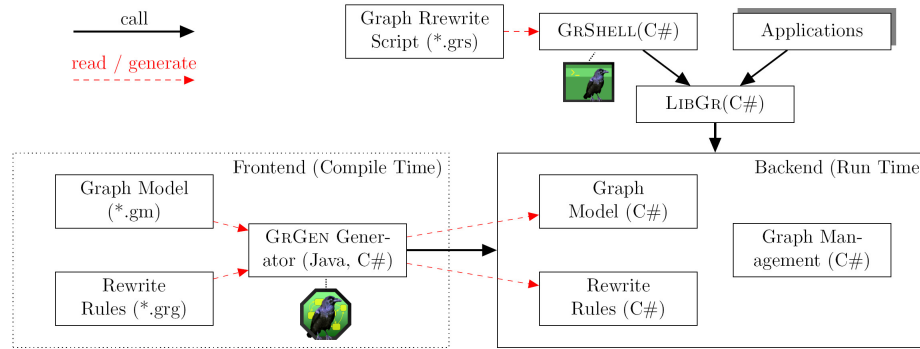 call
read / generate
Graph Rrewrite
Script (*.grs)
GRSHELL(C#)
Applications
LIBGR(C#)
Frontend (Compile Time)
Graph Model
(*.gm)
GRGEN Gener-
ator (Java, C#)
Rewrite
Rules (*.grg)
Backend (Run Time
Graph
Model (C#)
Graph Man-
agement (C#)
Rewrite
Rules (C#)